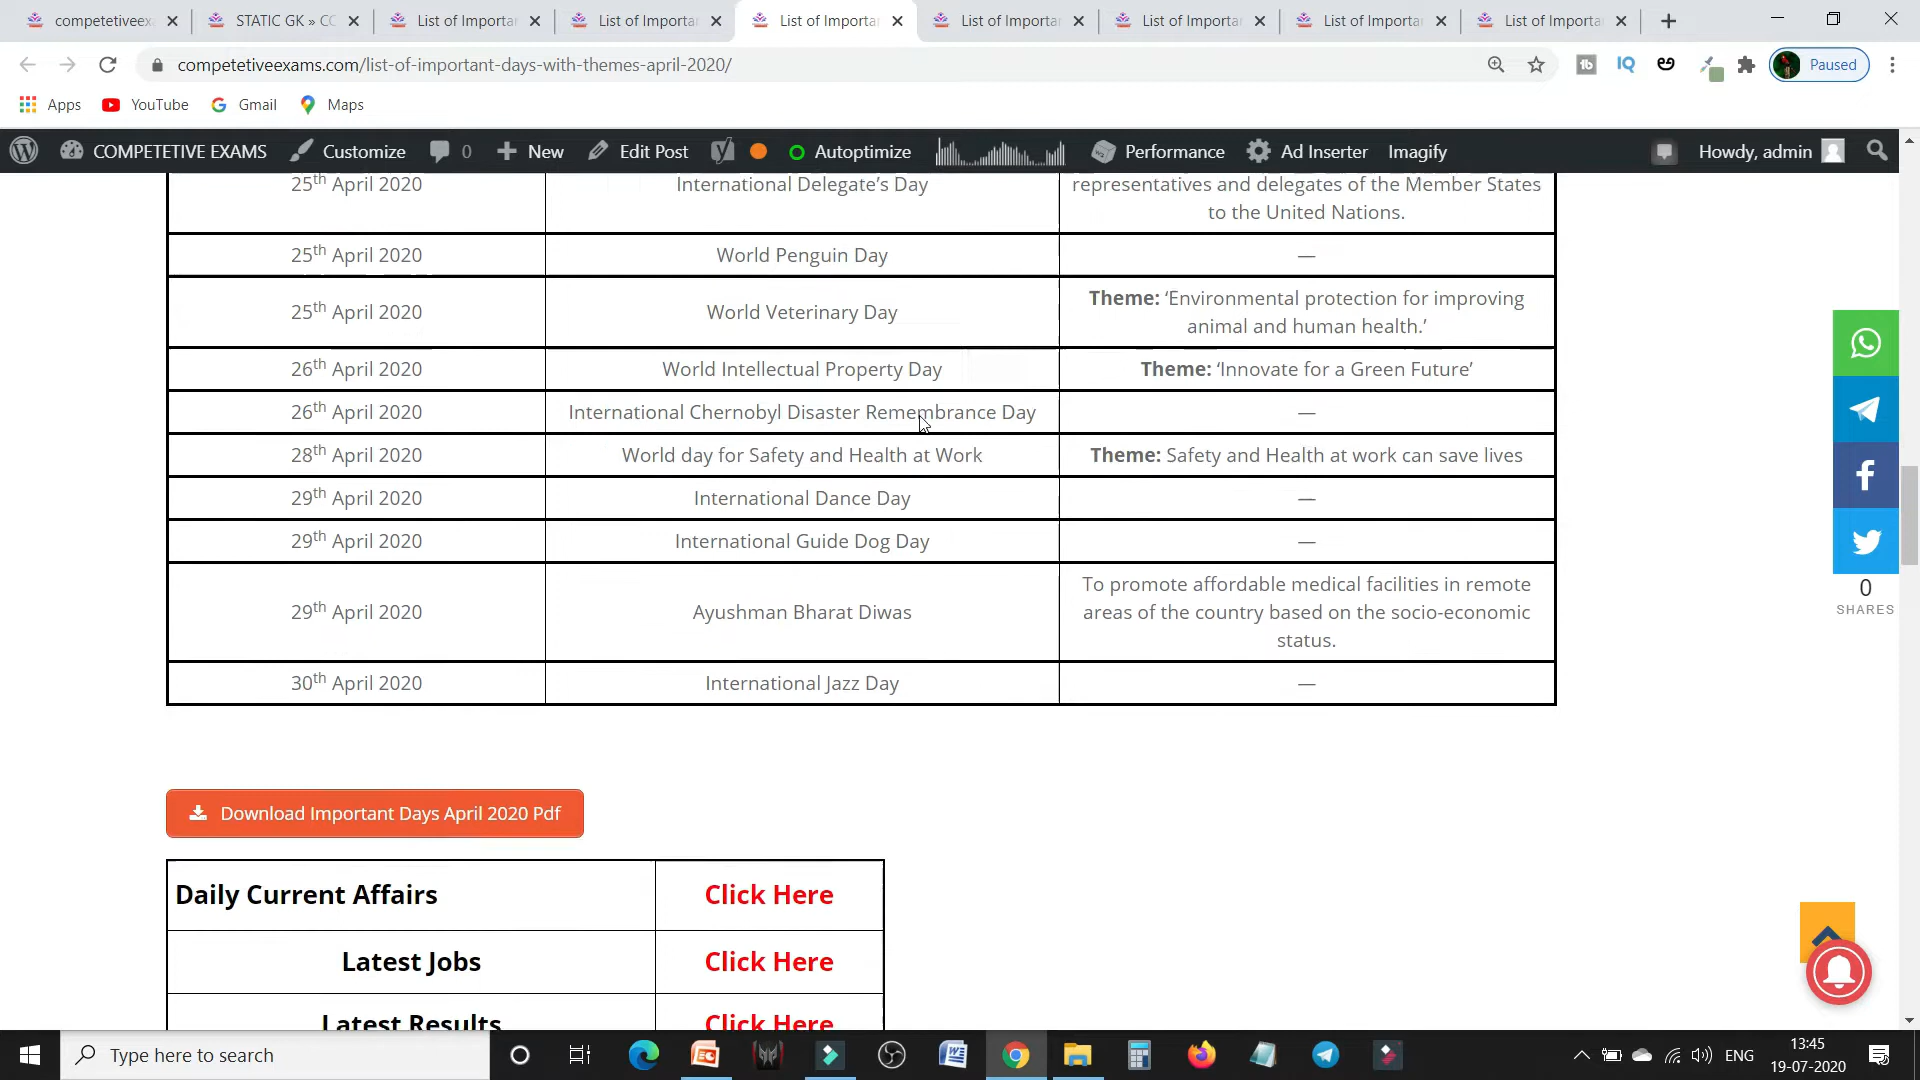 competetiveexa
STATIC GK » CC
List of Importa
List of Importa
List of Importa
List of Importa
List of Importa
List of Importa
List of Importa
competetiveexams.com/list-of-important-days-with-themes-april-2020/
Paused
Apps YouTube Gmail Maps
COMPETETIVE EXAMS Customize 0 New Edit Post Autoptimize Performance Ad Inserter Imagify Howdy, admin
25th April 2020 International Delegate’s Day representatives and delegates of the Member States
to the United Nations.
25th April 2020 World Penguin Day —
25th April 2020 World Veterinary Day Theme: ‘Environmental protection for improving
animal and human health.’
26th April 2020 World Intellectual Property Day Theme: ‘Innovate for a Green Future’
26th April 2020 International Chernobyl Disaster Remembrance Day —
28th April 2020 World day for Safety and Health at Work Theme: Safety and Health at work can save lives
29th April 2020 International Dance Day —
29th April 2020 International Guide Dog Day —
To promote affordable medical facilities in remote
29th April 2020 Ayushman Bharat Diwas areas of the country based on the socio-economic
status.
30th April 2020 International Jazz Day —
0
SHARES
Download Important Days April 2020 Pdf
Daily Current Affairs Click Here
Latest Jobs Click Here
Latest Results Click Here
Type here to search
ENG
13:45
19-07-2020